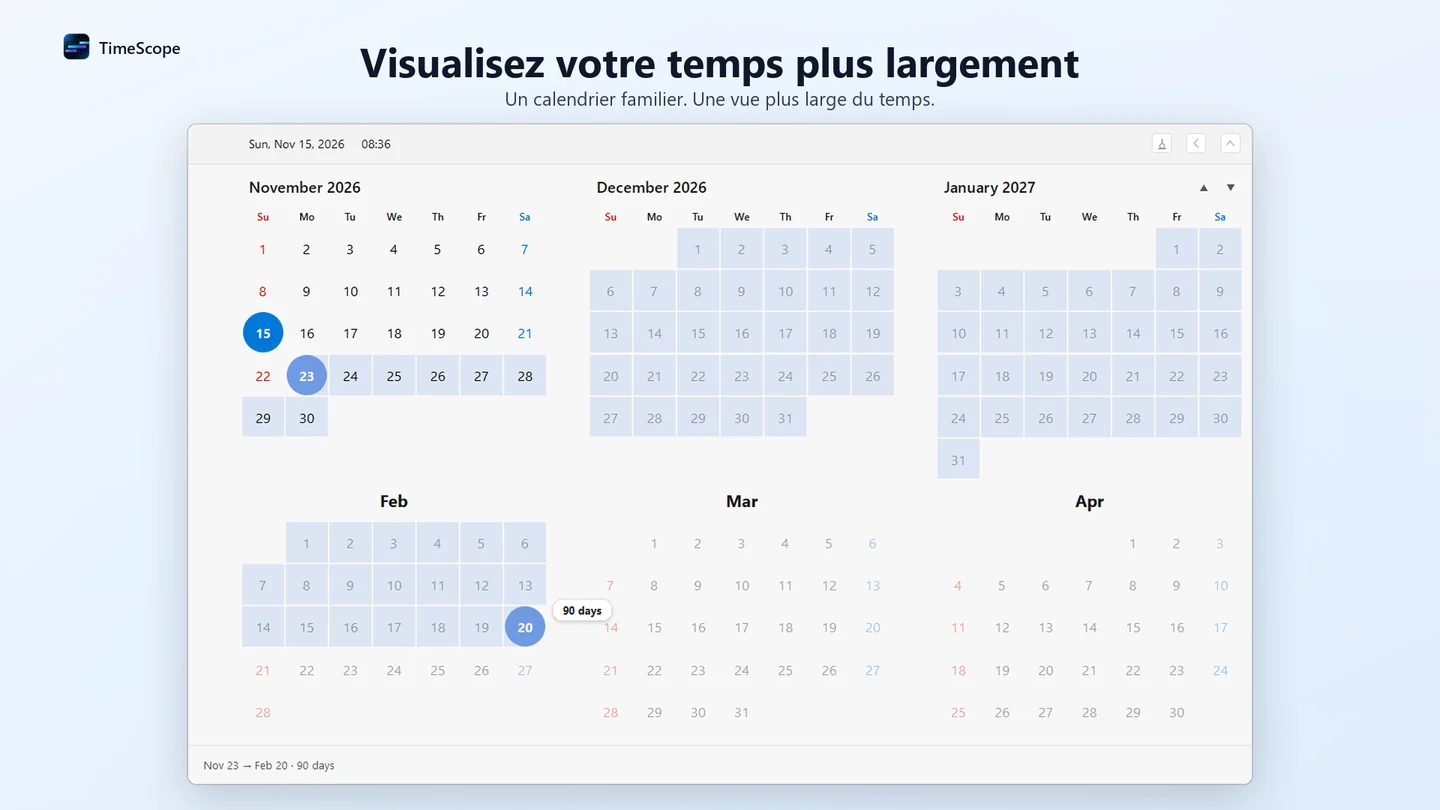 TimeScope
Visualisez votre temps plus largement
Un calendrier familier. Une vue plus large du temps.
Sun, Nov 15, 2026 08:36
November 2026
Su Mo Tu We Th Fr Sa
1 2 3 4 5 6 7
8 9 10 11 12 13 14
15 16 17 18 19 20 21
22 23 24 25 26 27 28
29 30
December 2026
Su Mo Tu We Th Fr Sa
1 2 3 4 5
6 7 8 9 10 11 12
13 14 15 16 17 18 19
20 21 22 23 24 25 26
27 28 29 30 31
January 2027 ▲ ▼
Su Mo Tu We Th Fr Sa
1 2
3 4 5 6 7 8 9
10 11 12 13 14 15 16
17 18 19 20 21 22 23
24 25 26 27 28 29 30
31
Feb
1 2 3 4 5 6
7 8 9 10 11 12 13
14 15 16 17 18 19 20
21 22 23 24 25 26 27
28
90 days
Mar
1 2 3 4 5 6
7 8 9 10 11 12 13
14 15 16 17 18 19 20
21 22 23 24 25 26 27
28 29 30 31
Apr
1 2 3
4 5 6 7 8 9 10
11 12 13 14 15 16 17
18 19 20 21 22 23 24
25 26 27 28 29 30
Nov 23 → Feb 20 · 90 days